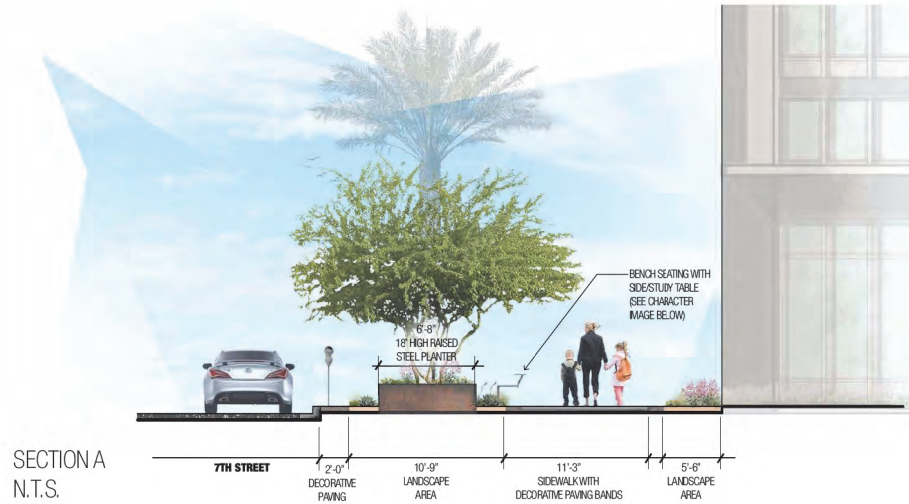 BENCH SEATING WITH
SIDE/STUDY TABLE
(SEE CHARACTER
IMAGE BELOW)
6'-8"
18" HIGH RAISED
STEEL PLANTER
SECTION A
N.T.S.
7TH STREET
2'-0"
DECORATIVE
PAVING
10'-9"
LANDSCAPE
AREA
11'-3"
SIDEWALK WITH
DECORATIVE PAVING BANDS
5'-6"
LANDSCAPE
AREA